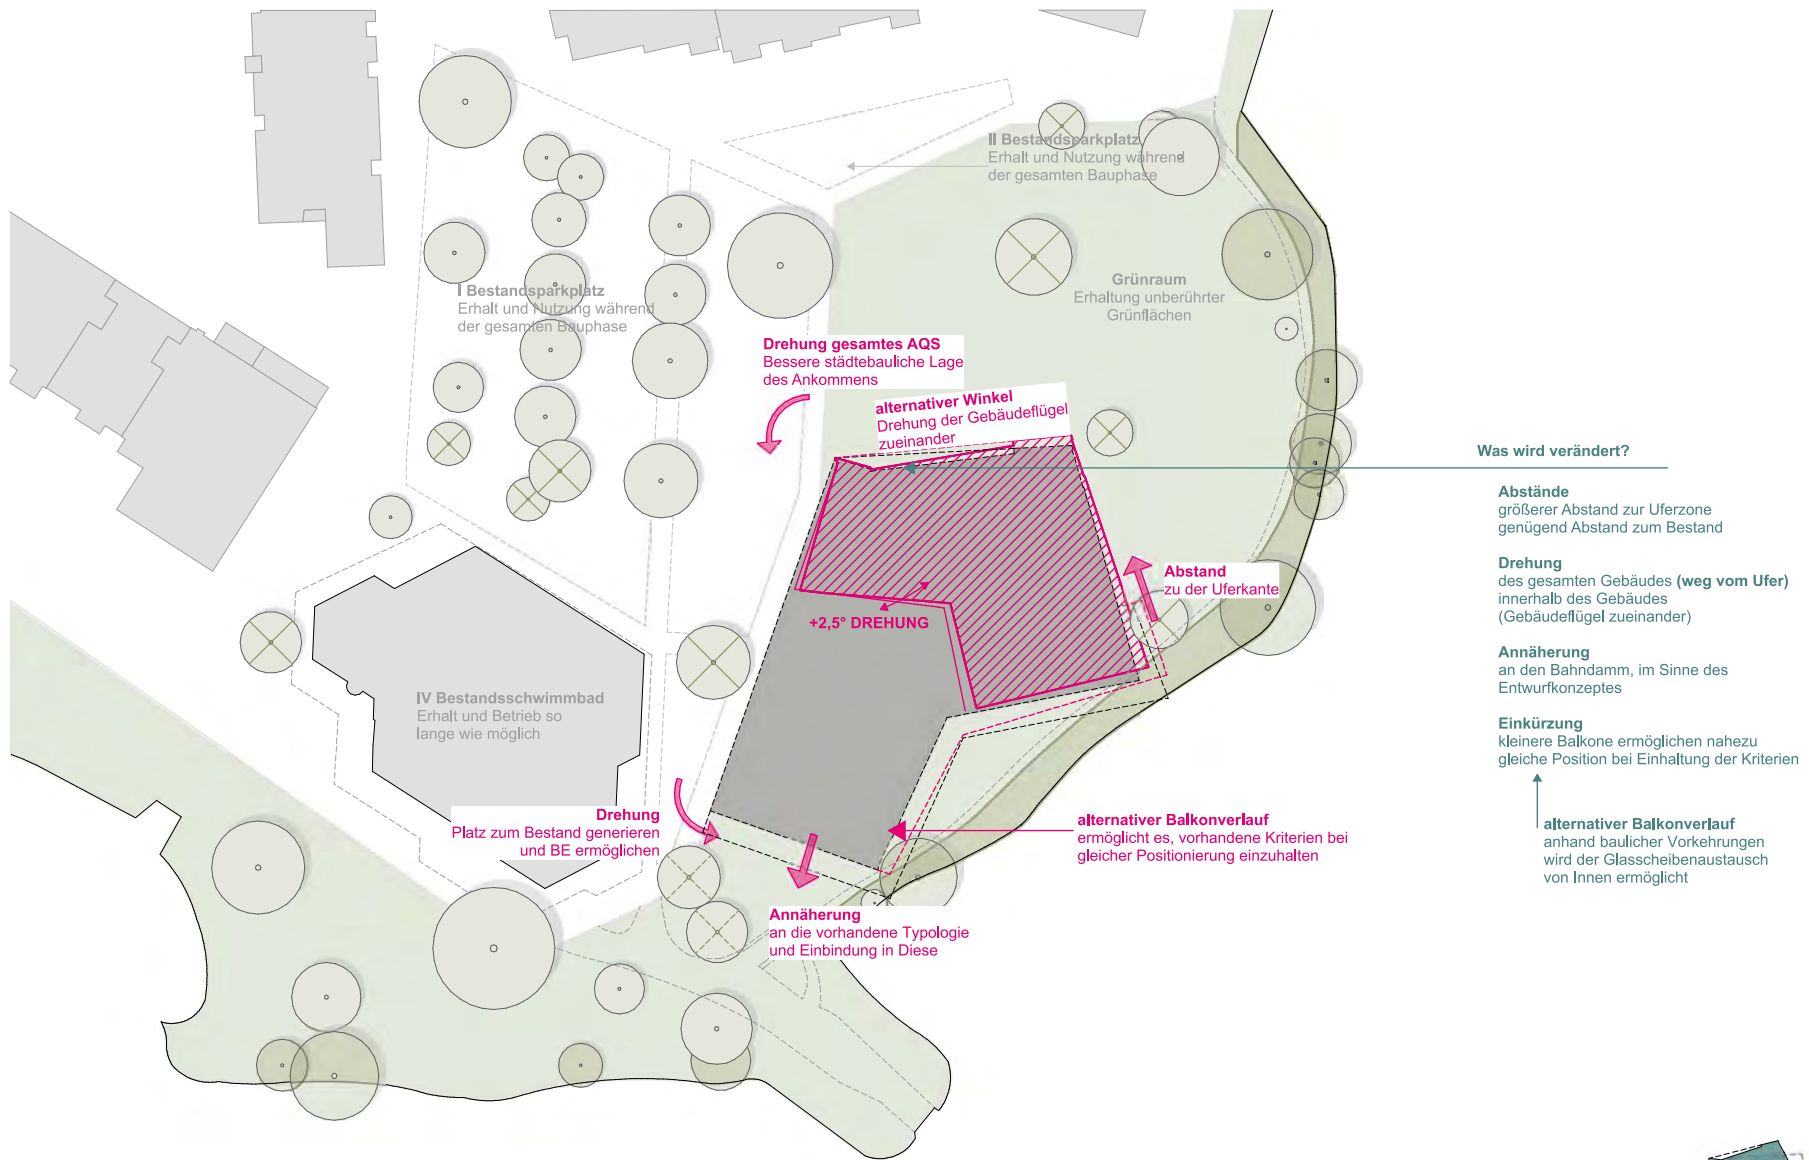 II Bestandsparkplatz
Erhalt und Nutzung während
der gesamten Bauphase
I Bestandsparkplatz
Erhalt und Nutzung während
der gesamten Bauphase
Grünraum
Erhaltung unberührter
Grünflächen
Drehung gesamtes AQS
Bessere städtebauliche Lage
des Ankommens
alternativer Winkel
Drehung der Gebäudeflügel
zueinander
Abstand
zu der Uferkante
+2,5° DREHUNG
IV Bestandsschwimmbad
Erhalt und Betrieb so
lange wie möglich
Drehung
Platz zum Bestand generieren
und BE ermöglichen
alternativer Balkonverlauf
ermöglicht es, vorhandene Kriterien bei
gleicher Positionierung einzuhalten
Annäherung
an die vorhandene Typologie
und Einbindung in Diese
Was wird verändert?
Abstände
größerer Abstand zur Uferzone
genügend Abstand zum Bestand
Drehung
des gesamten Gebäudes (weg vom Ufer)
innerhalb des Gebäudes
(Gebäudeflügel zueinander)
Annäherung
an den Bahndamm, im Sinne des
Entwurfkonzeptes
Einkürzung
kleinere Balkone ermöglichen nahezu
gleiche Position bei Einhaltung der Kriterien
alternativer Balkonverlauf
anhand baulicher Vorkehrungen
wird der Glasscheibenaustausch
von Innen ermöglicht